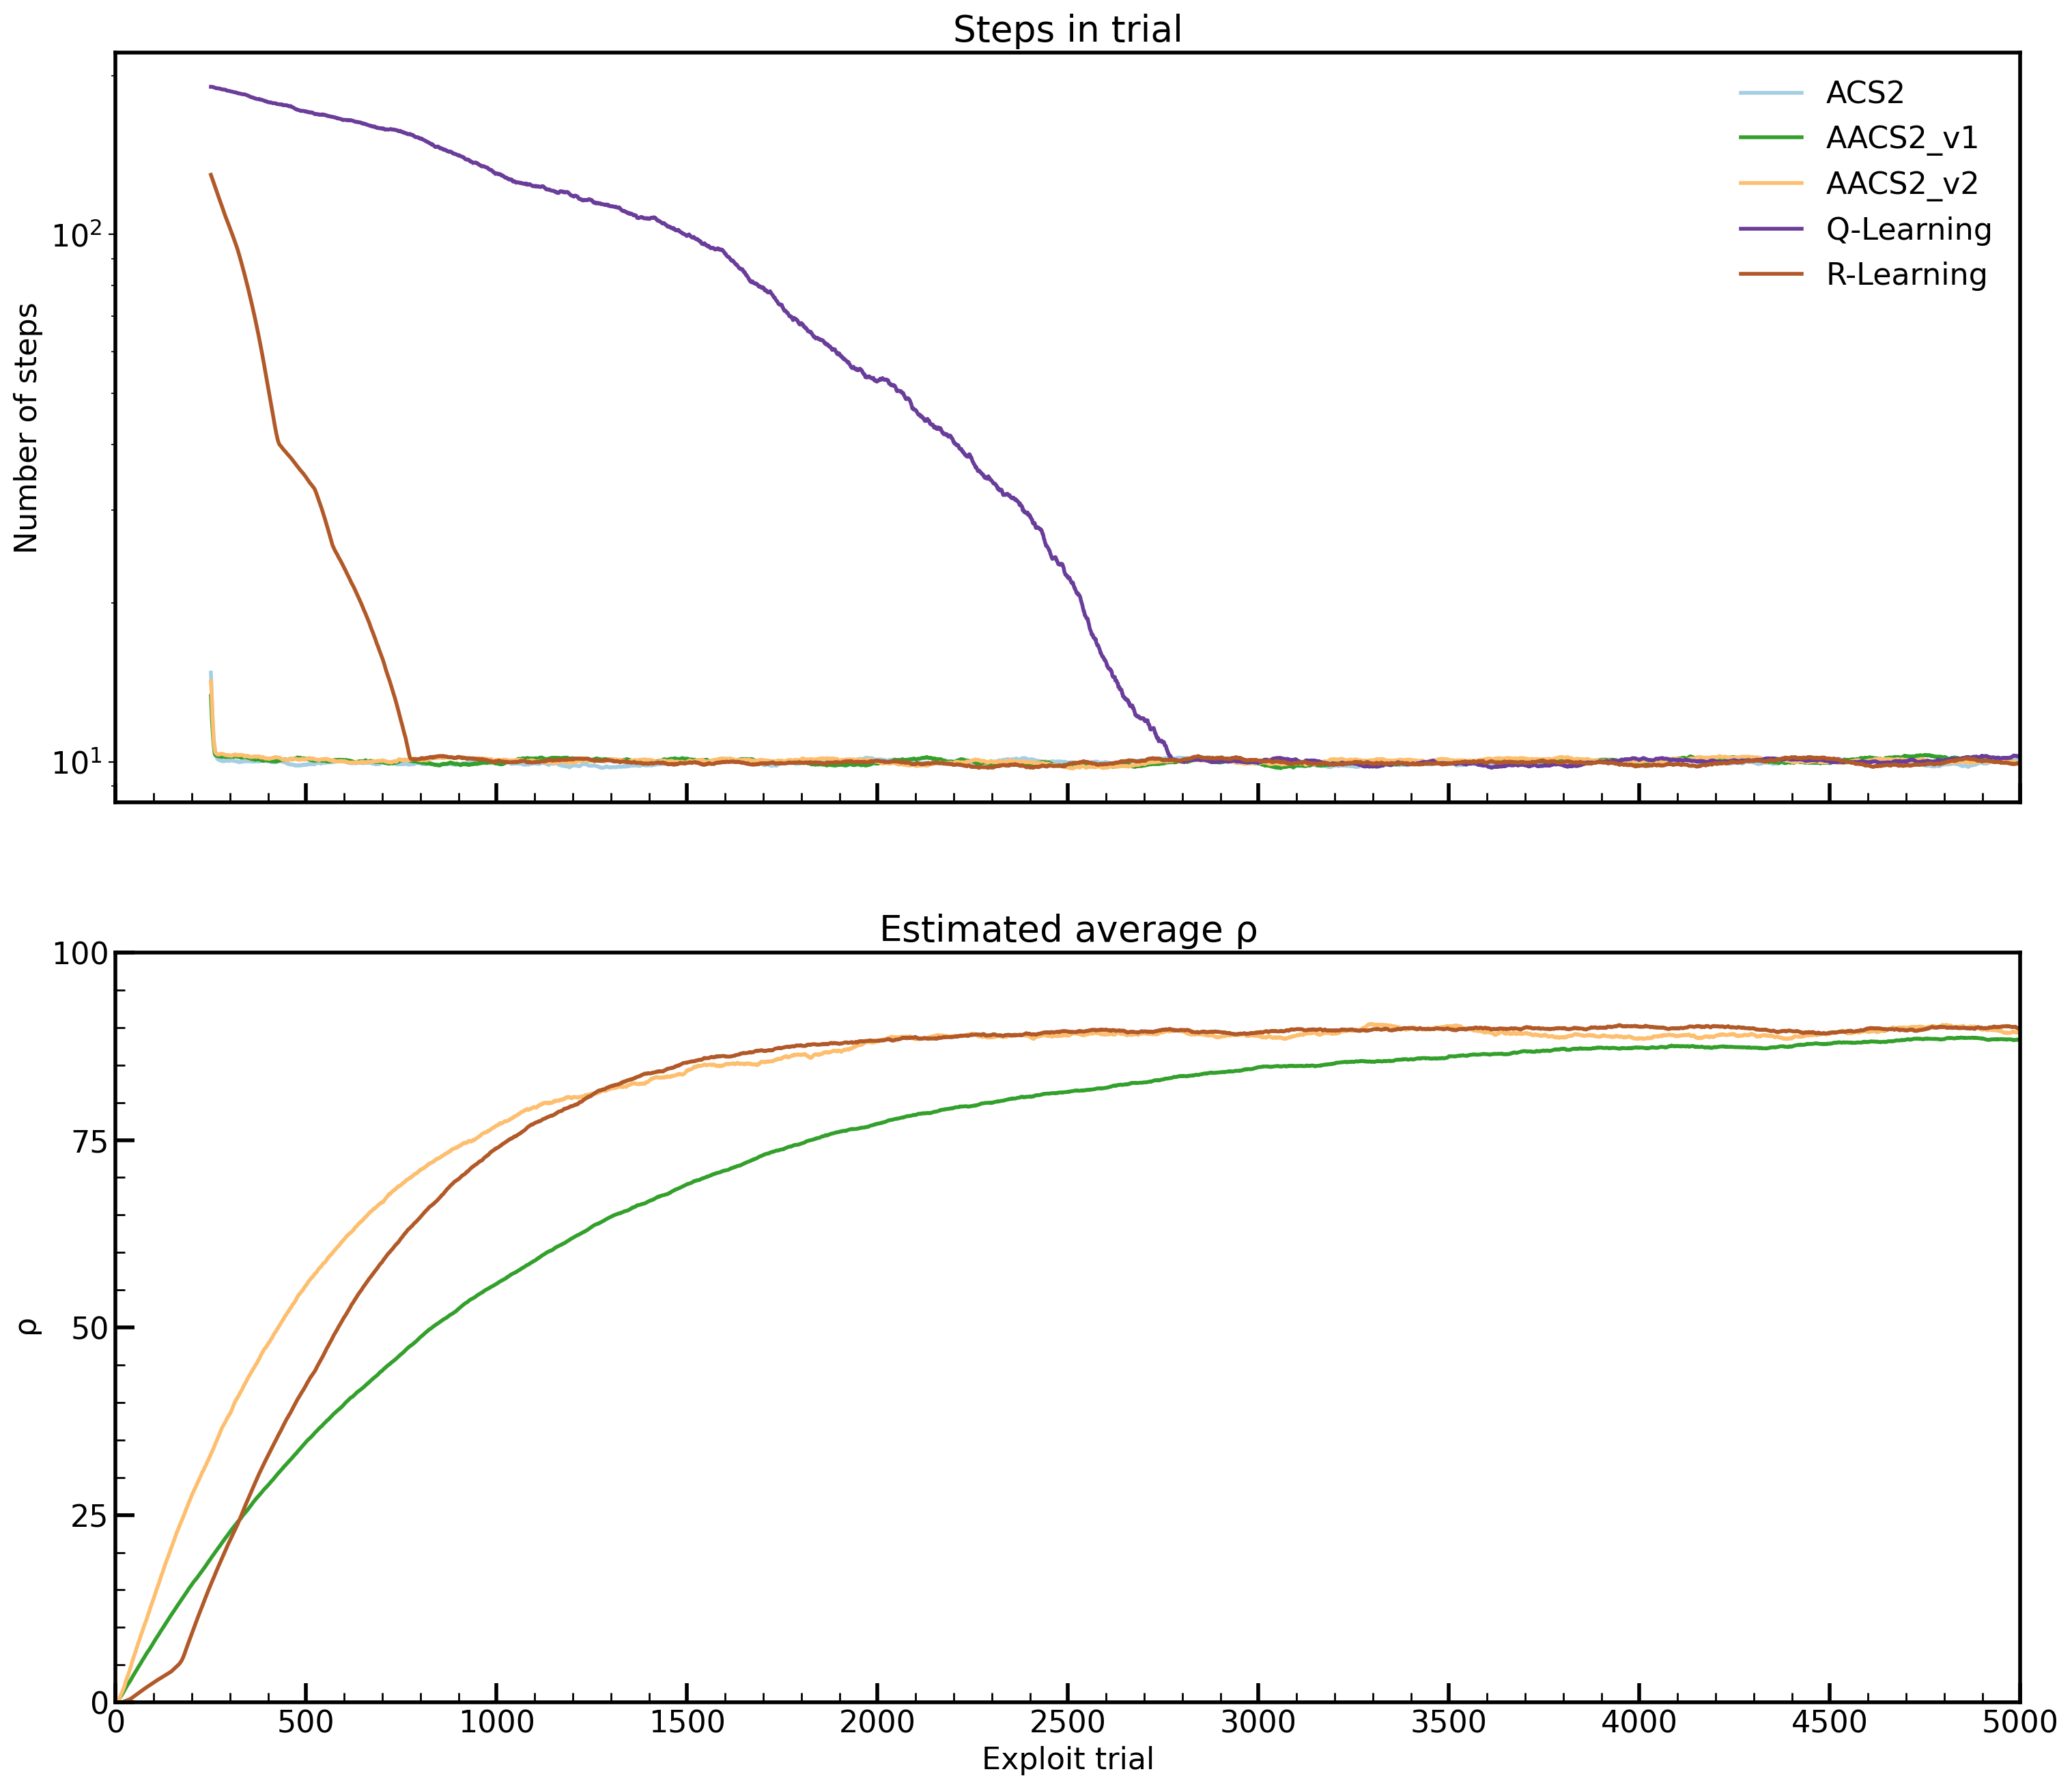 Steps in trial
Number of steps
10²
10¹
ACS2
AACS2_v1
AACS2_v2
Q-Learning
R-Learning
Estimated average ρ
ρ
100
75
50
25
0
0 500 1000 1500 2000 2500 3000 3500 4000 4500 5000
Exploit trial